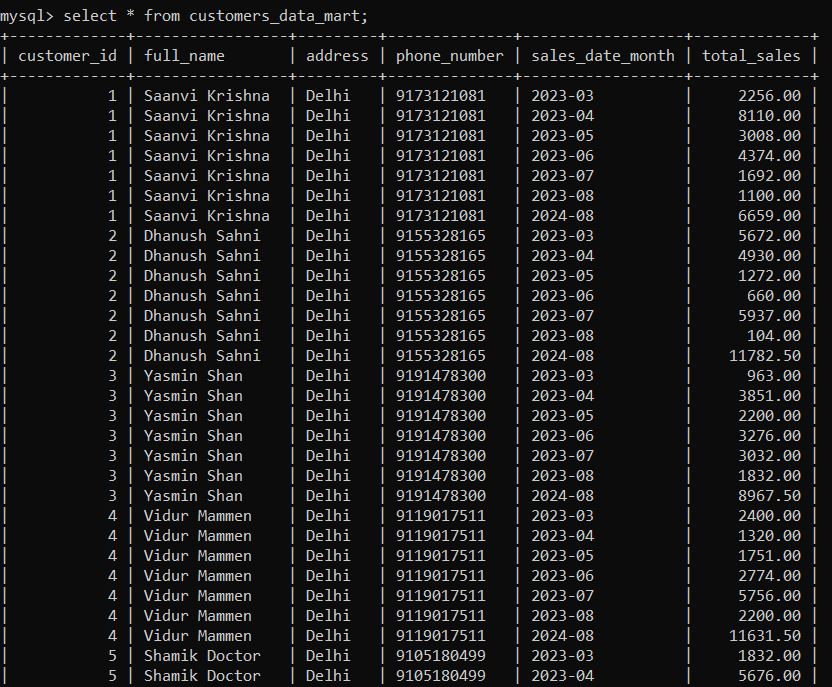 mysql> select * from customers_data_mart;
+-------------+----------------+---------+--------------+------------------+-------------+
| customer_id | full_name      | address | phone_number | sales_date_month | total_sales |
+-------------+----------------+---------+--------------+------------------+-------------+
|           1 | Saanvi Krishna | Delhi   | 9173121081   | 2023-03          |     2256.00 |
|           1 | Saanvi Krishna | Delhi   | 9173121081   | 2023-04          |     8110.00 |
|           1 | Saanvi Krishna | Delhi   | 9173121081   | 2023-05          |     3008.00 |
|           1 | Saanvi Krishna | Delhi   | 9173121081   | 2023-06          |     4374.00 |
|           1 | Saanvi Krishna | Delhi   | 9173121081   | 2023-07          |     1692.00 |
|           1 | Saanvi Krishna | Delhi   | 9173121081   | 2023-08          |     1100.00 |
|           1 | Saanvi Krishna | Delhi   | 9173121081   | 2024-08          |     6659.00 |
|           2 | Dhanush Sahni  | Delhi   | 9155328165   | 2023-03          |     5672.00 |
|           2 | Dhanush Sahni  | Delhi   | 9155328165   | 2023-04          |     4930.00 |
|           2 | Dhanush Sahni  | Delhi   | 9155328165   | 2023-05          |     1272.00 |
|           2 | Dhanush Sahni  | Delhi   | 9155328165   | 2023-06          |      660.00 |
|           2 | Dhanush Sahni  | Delhi   | 9155328165   | 2023-07          |     5937.00 |
|           2 | Dhanush Sahni  | Delhi   | 9155328165   | 2023-08          |      104.00 |
|           2 | Dhanush Sahni  | Delhi   | 9155328165   | 2024-08          |    11782.50 |
|           3 | Yasmin Shan    | Delhi   | 9191478300   | 2023-03          |      963.00 |
|           3 | Yasmin Shan    | Delhi   | 9191478300   | 2023-04          |     3851.00 |
|           3 | Yasmin Shan    | Delhi   | 9191478300   | 2023-05          |     2200.00 |
|           3 | Yasmin Shan    | Delhi   | 9191478300   | 2023-06          |     3276.00 |
|           3 | Yasmin Shan    | Delhi   | 9191478300   | 2023-07          |     3032.00 |
|           3 | Yasmin Shan    | Delhi   | 9191478300   | 2023-08          |     1832.00 |
|           3 | Yasmin Shan    | Delhi   | 9191478300   | 2024-08          |     8967.50 |
|           4 | Vidur Mammen   | Delhi   | 9119017511   | 2023-03          |     2400.00 |
|           4 | Vidur Mammen   | Delhi   | 9119017511   | 2023-04          |     1320.00 |
|           4 | Vidur Mammen   | Delhi   | 9119017511   | 2023-05          |     1751.00 |
|           4 | Vidur Mammen   | Delhi   | 9119017511   | 2023-06          |     2774.00 |
|           4 | Vidur Mammen   | Delhi   | 9119017511   | 2023-07          |     5756.00 |
|           4 | Vidur Mammen   | Delhi   | 9119017511   | 2023-08          |     2200.00 |
|           4 | Vidur Mammen   | Delhi   | 9119017511   | 2024-08          |    11631.50 |
|           5 | Shamik Doctor  | Delhi   | 9105180499   | 2023-03          |     1832.00 |
|           5 | Shamik Doctor  | Delhi   | 9105180499   | 2023-04          |     5676.00 |